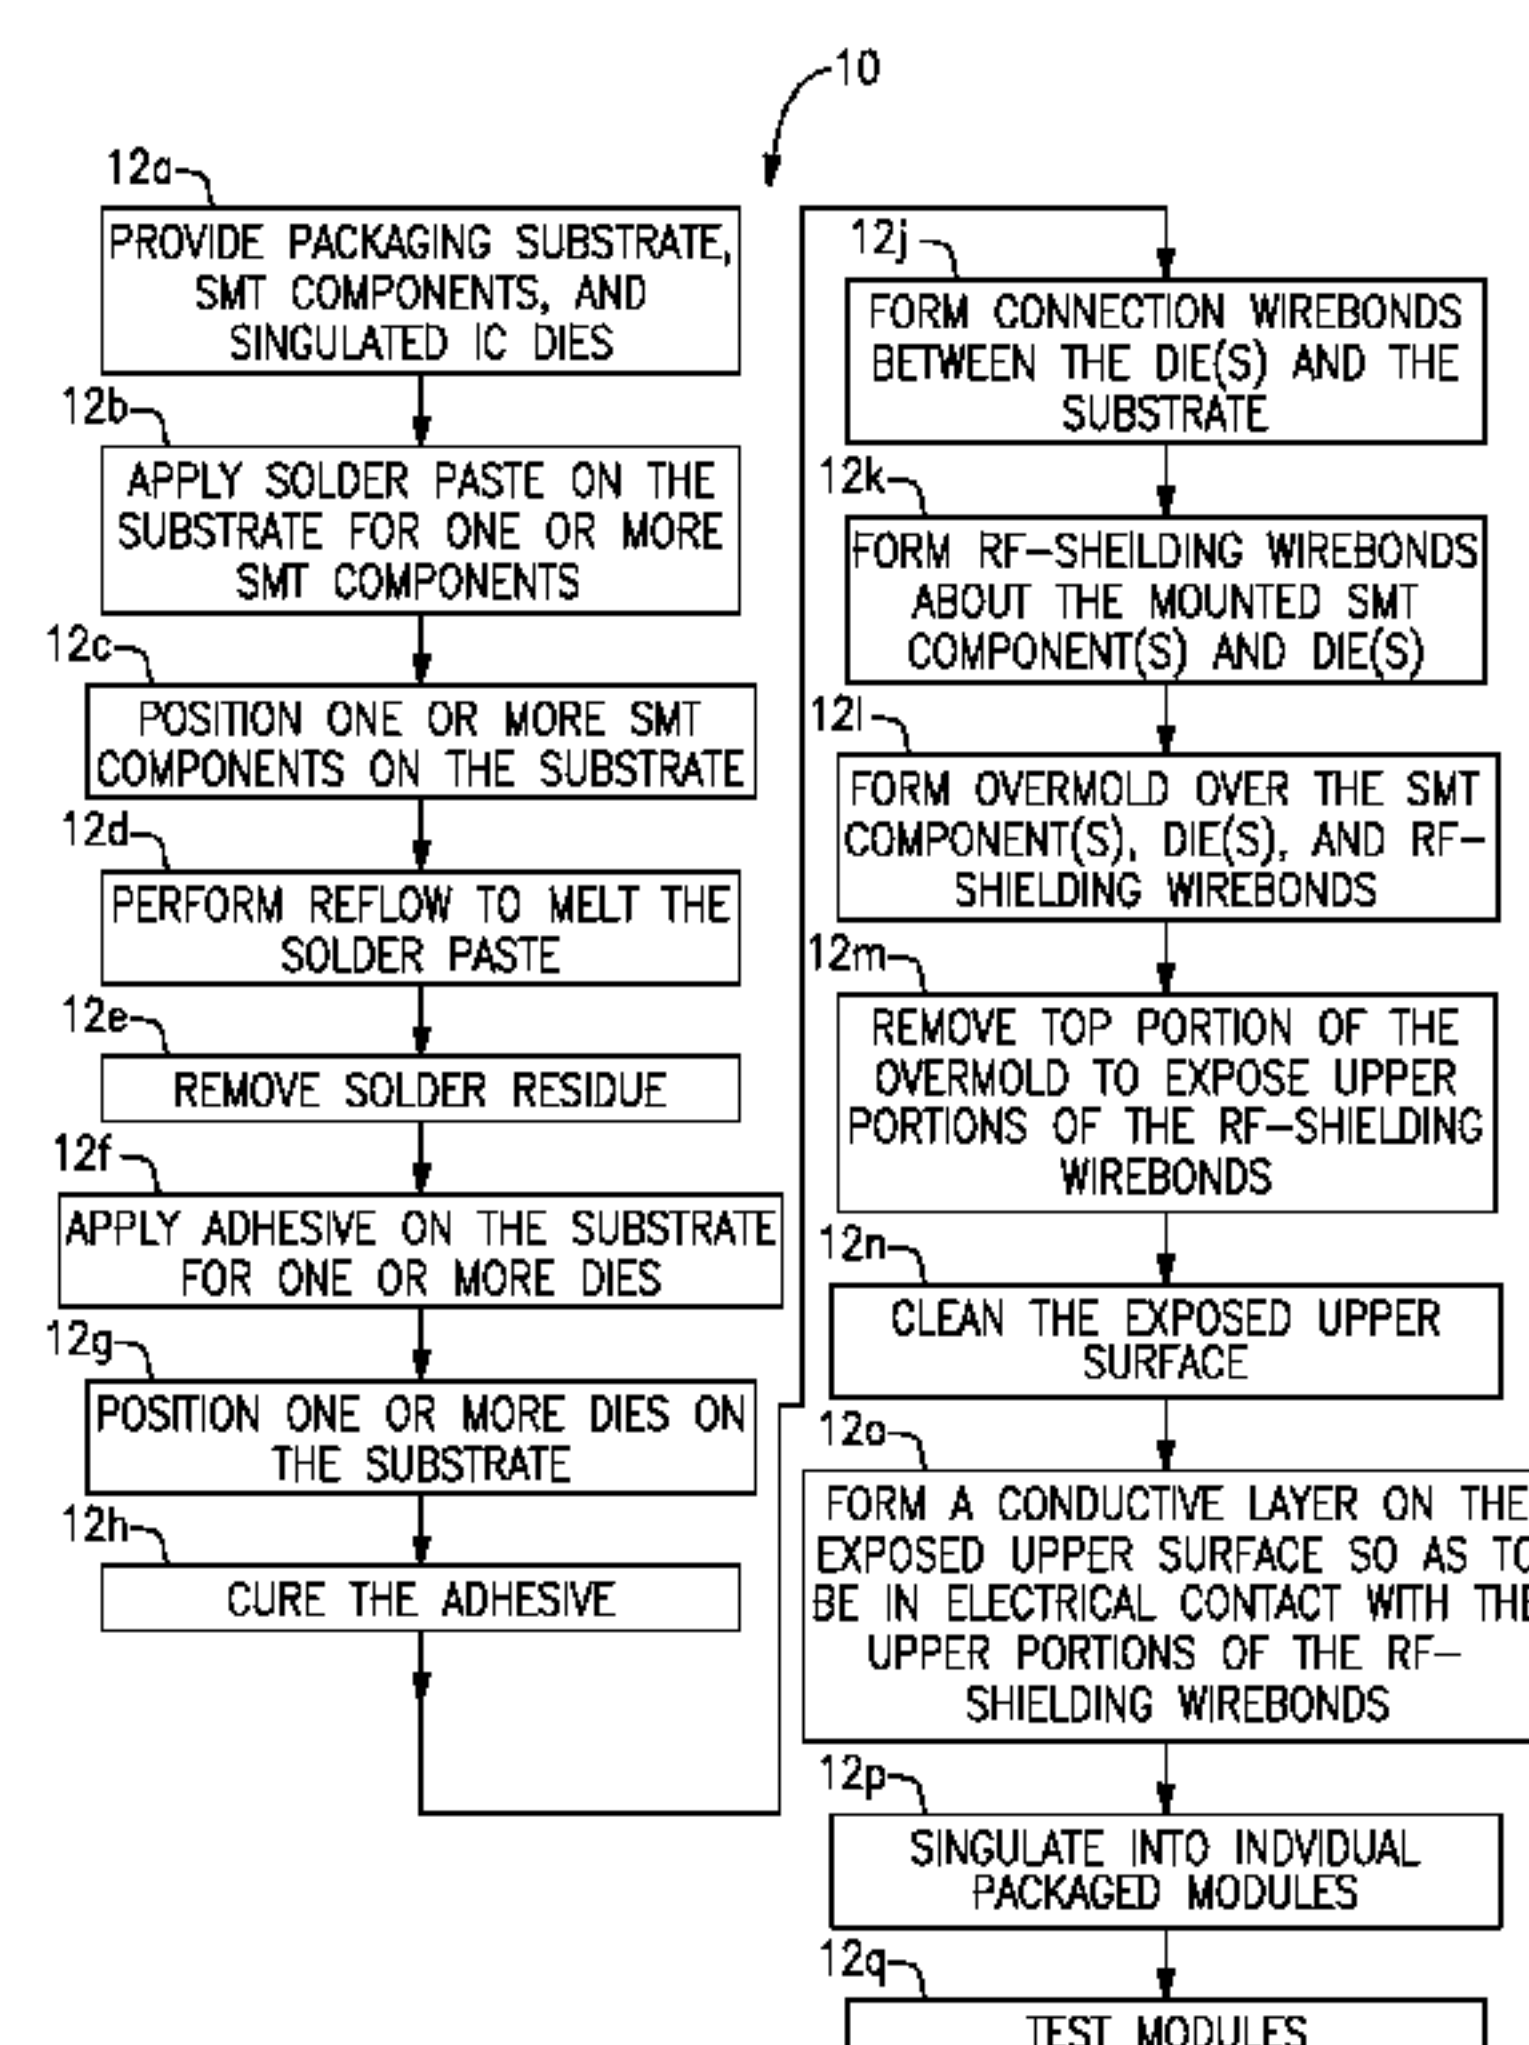 10
12a
PROVIDE PACKAGING SUBSTRATE,
SMT COMPONENTS, AND
SINGULATED IC DIES
12b
APPLY SOLDER PASTE ON THE
SUBSTRATE FOR ONE OR MORE
SMT COMPONENTS
12c
POSITION ONE OR MORE SMT
COMPONENTS ON THE SUBSTRATE
12d
PERFORM REFLOW TO MELT THE
SOLDER PASTE
12e
REMOVE SOLDER RESIDUE
12f
APPLY ADHESIVE ON THE SUBSTRATE
FOR ONE OR MORE DIES
12g
POSITION ONE OR MORE DIES ON
THE SUBSTRATE
12h
CURE THE ADHESIVE
12j
FORM CONNECTION WIREBONDS
BETWEEN THE DIE(S) AND THE
SUBSTRATE
12k
FORM RF-SHEILDING WIREBONDS
ABOUT THE MOUNTED SMT
COMPONENT(S) AND DIE(S)
12l
FORM OVERMOLD OVER THE SMT
COMPONENT(S), DIE(S), AND RF-
SHIELDING WIREBONDS
12m
REMOVE TOP PORTION OF THE
OVERMOLD TO EXPOSE UPPER
PORTIONS OF THE RF-SHIELDING
WIREBONDS
12n
CLEAN THE EXPOSED UPPER
SURFACE
12o
FORM A CONDUCTIVE LAYER ON THE
EXPOSED UPPER SURFACE SO AS TO
BE IN ELECTRICAL CONTACT WITH THE
UPPER PORTIONS OF THE RF-
SHIELDING WIREBONDS
12p
SINGULATE INTO INDVIDUAL
PACKAGED MODULES
12q
TEST MODULES